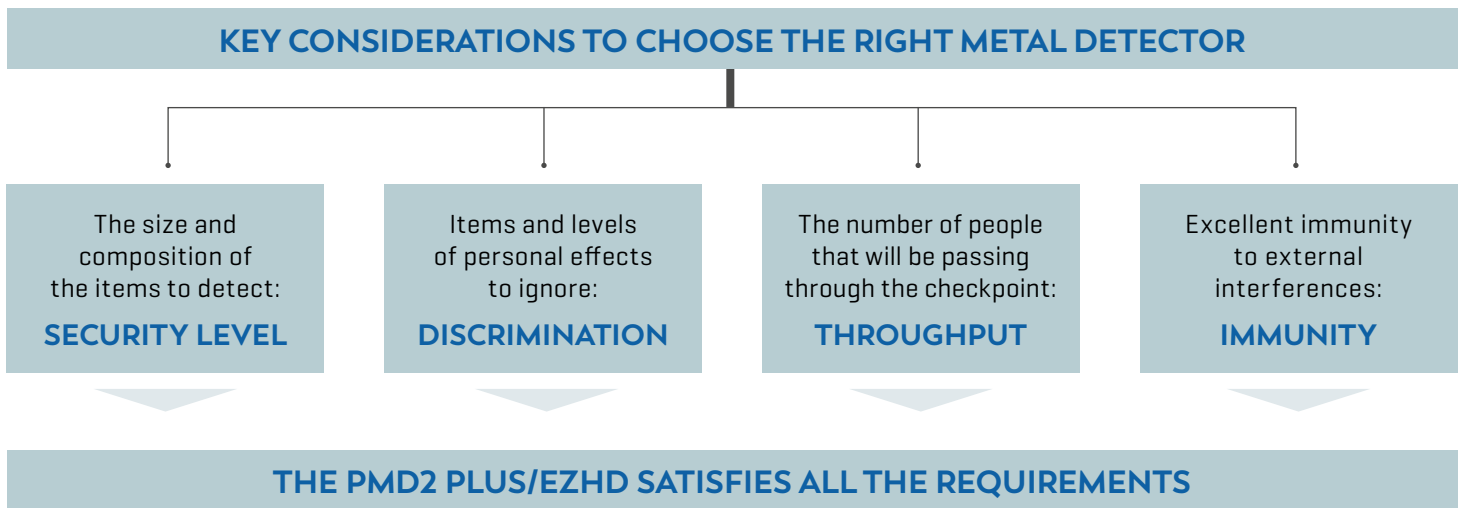 KEY CONSIDERATIONS TO CHOOSE THE RIGHT METAL DETECTOR
The size and
composition of
the items to detect:
SECURITY LEVEL
Items and levels
of personal effects
to ignore:
DISCRIMINATION
The number of people
that will be passing
through the checkpoint:
THROUGHPUT
Excellent immunity
to external
interferences:
IMMUNITY
THE PMD2 PLUS/EZHD SATISFIES ALL THE REQUIREMENTS